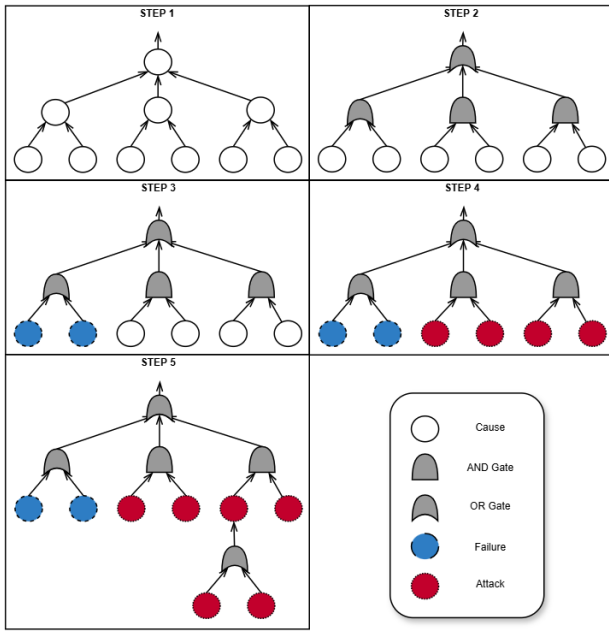 STEP 1
STEP 2
STEP 3
STEP 4
STEP 5
Cause
AND Gate
OR Gate
Failure
Attack